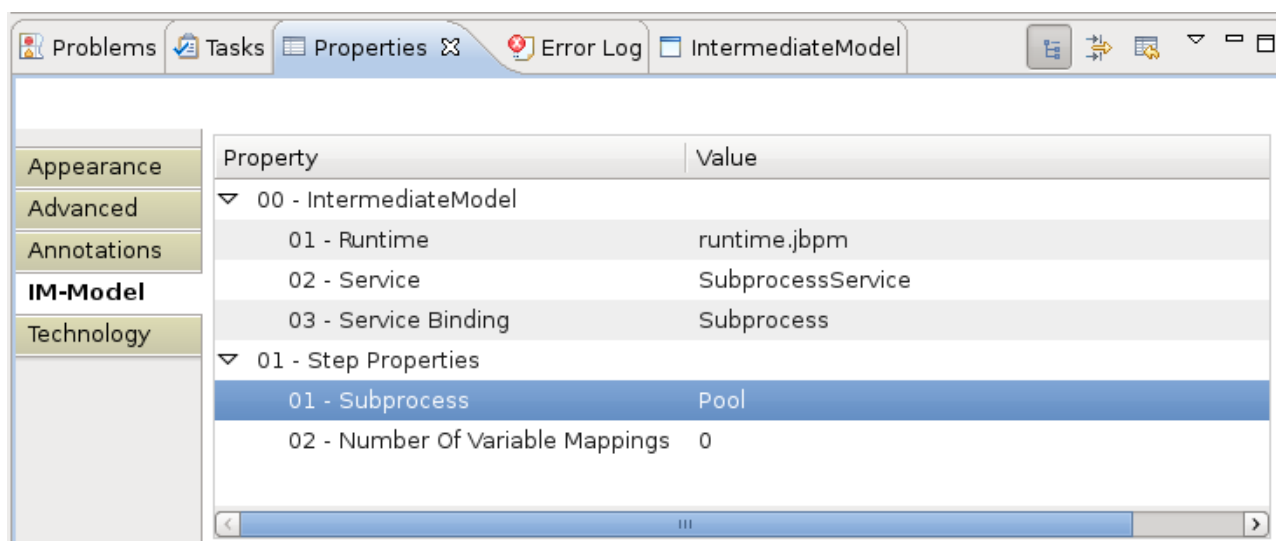 Problems Tasks Properties Error Log IntermediateModel
Property Value
Appearance
00 - IntermediateModel
Advanced
01 - Runtime runtime.jbpm
Annotations
02 - Service SubprocessService
IM-Model
03 - Service Binding Subprocess
Technology
01 - Step Properties
01 - Subprocess Pool
02 - Number Of Variable Mappings 0